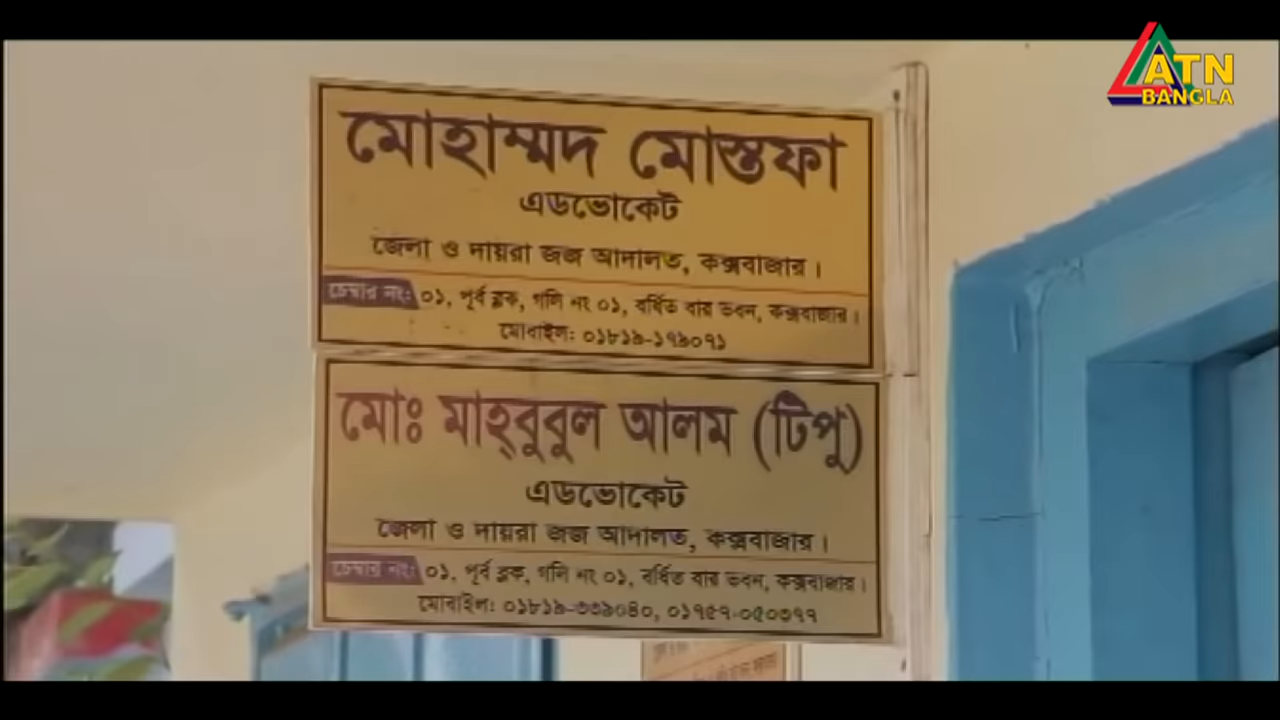 ATN
BANGLA
মোহাম্মদ মোস্তফা
এডভোকেট
জেলা ও দায়রা জজ আদালত, কক্সবাজার।
চেম্বার নং: ০১, পূর্ব ব্লক, গলি নং ০১, বর্ধিত বার ভবন, কক্সবাজার।
মোবাইল: ০১৮১৯-১৭৯০৭১
মোঃ মাহ্বুবুল আলম (টিপু)
এডভোকেট
জেলা ও দায়রা জজ আদালত, কক্সবাজার।
চেম্বার নং: ০১, পূর্ব ব্লক, গলি নং ০১, বর্ধিত বার ভবন, কক্সবাজার।
মোবাইল: ০১৮১৯-৩৩৯০৪০, ০১৭৫৭-০৫০৩৭৭